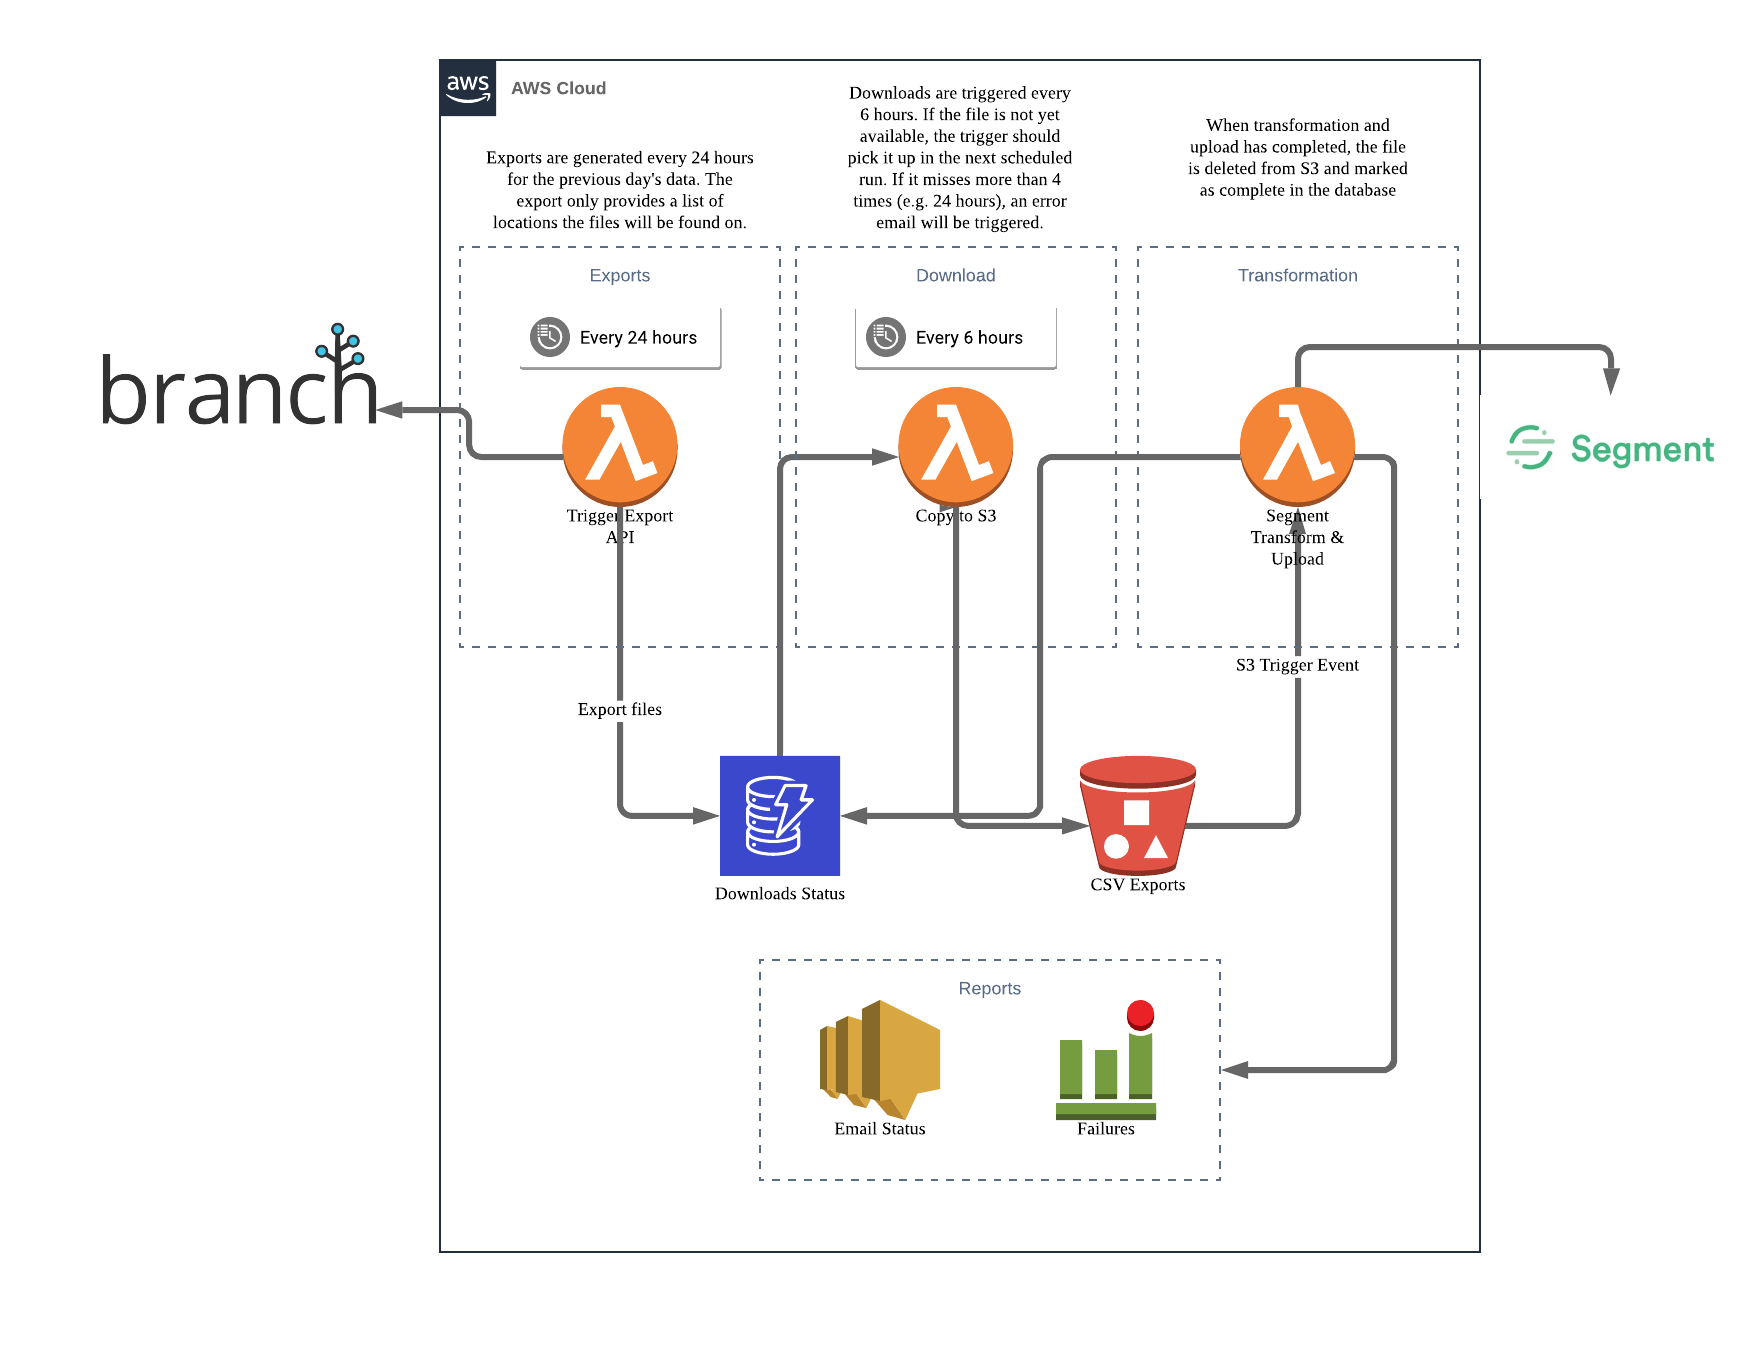 aws
AWS Cloud
Exports are generated every 24 hours
for the previous day's data. The
export only provides a list of
locations the files will be found on.
Downloads are triggered every
6 hours. If the file is not yet
available, the trigger should
pick it up in the next scheduled
run. If it misses more than 4
times (e.g. 24 hours), an error
email will be triggered.
When transformation and
upload has completed, the file
is deleted from S3 and marked
as complete in the database
Exports
Download
Transformation
Every 24 hours
Every 6 hours
branch
Segment
Trigger Export
API
Copy to S3
Segment
Transform &
Upload
S3 Trigger Event
Export files
Downloads Status
CSV Exports
Reports
Email Status
Failures